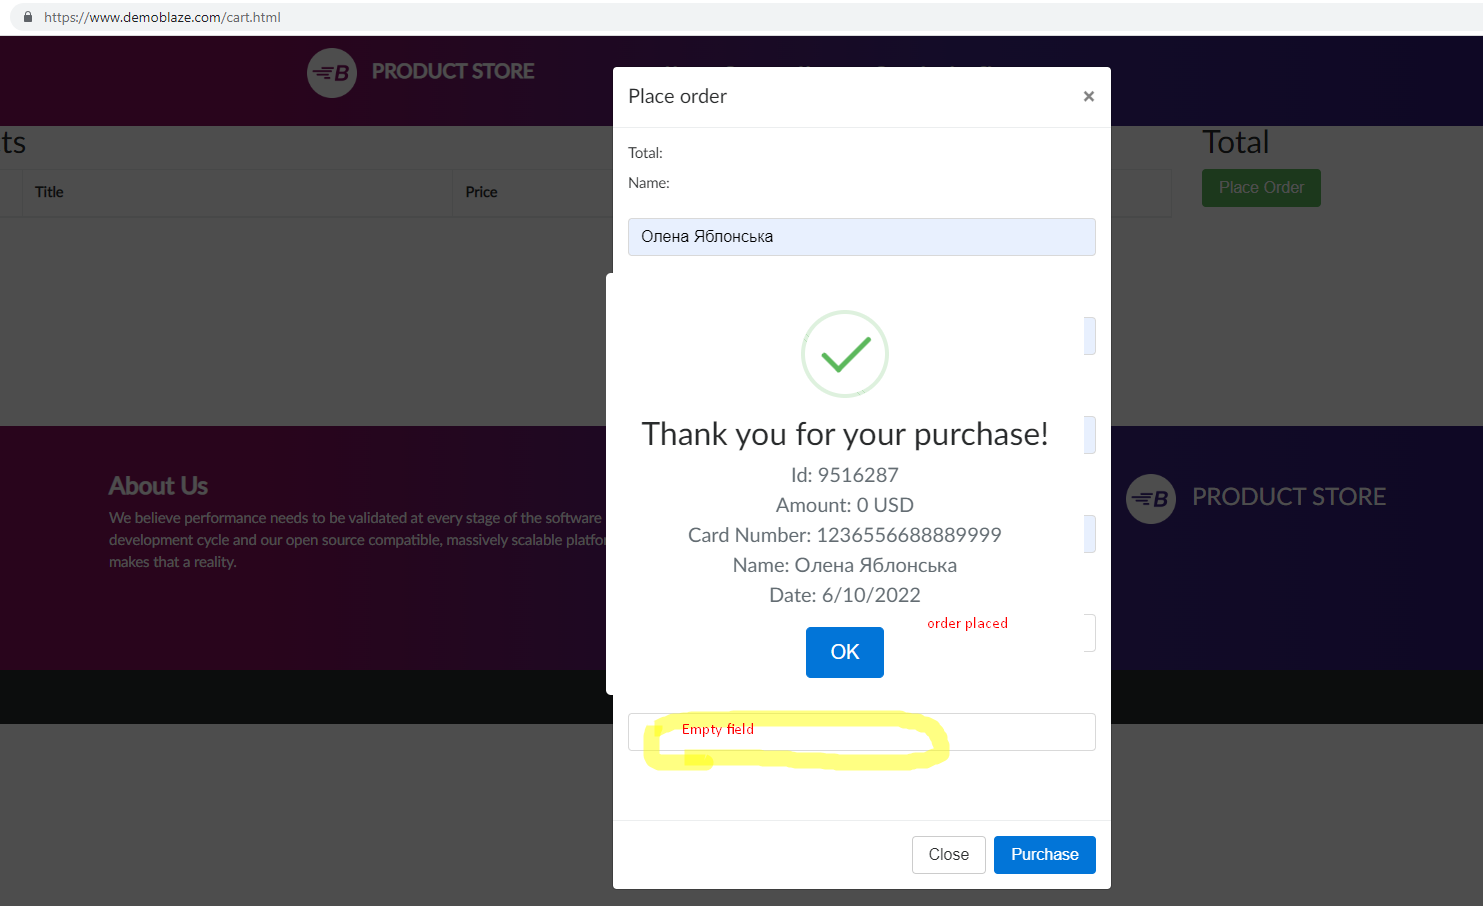 https://www.demoblaze.com/cart.html
PRODUCT STORE
Place order
×
ts
Total
Total:
Name:
Title
Price
Place Order
Олена Яблонська
Thank you for your purchase!
Id: 9516287
Amount: 0 USD
Card Number: 1236556688889999
Name: Олена Яблонська
Date: 6/10/2022
order placed
OK
About Us
We believe performance needs to be validated at every stage of the software
development cycle and our open source compatible, massively scalable platfo
makes that a reality.
B PRODUCT STORE
Empty field
Close
Purchase